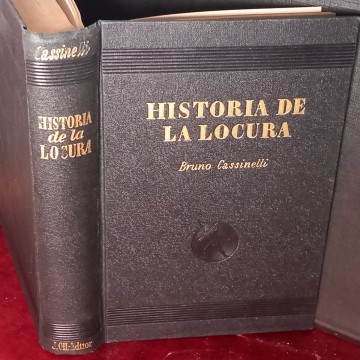 Cassinelli
HISTORIA
de la
LOCURA
HISTORIA DE
LA LOCURA
Bruno Cassinelli